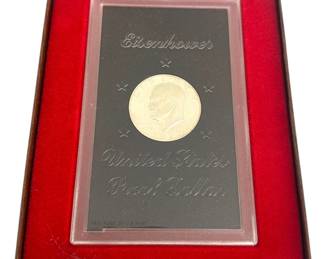 Eisenhower
United States
Proof Dollar